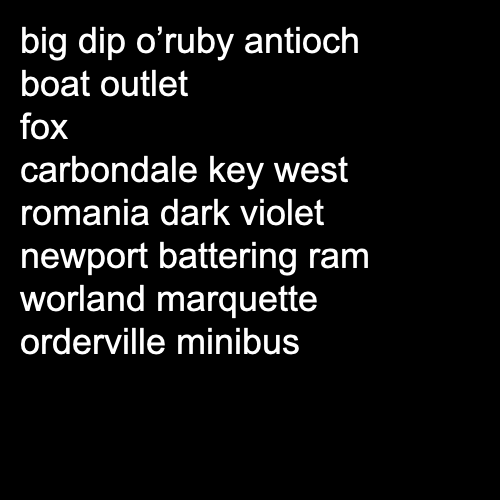 big dip o’ruby antioch
boat outlet
fox
carbondale key west
romania dark violet
newport battering ram
worland marquette
orderville minibus